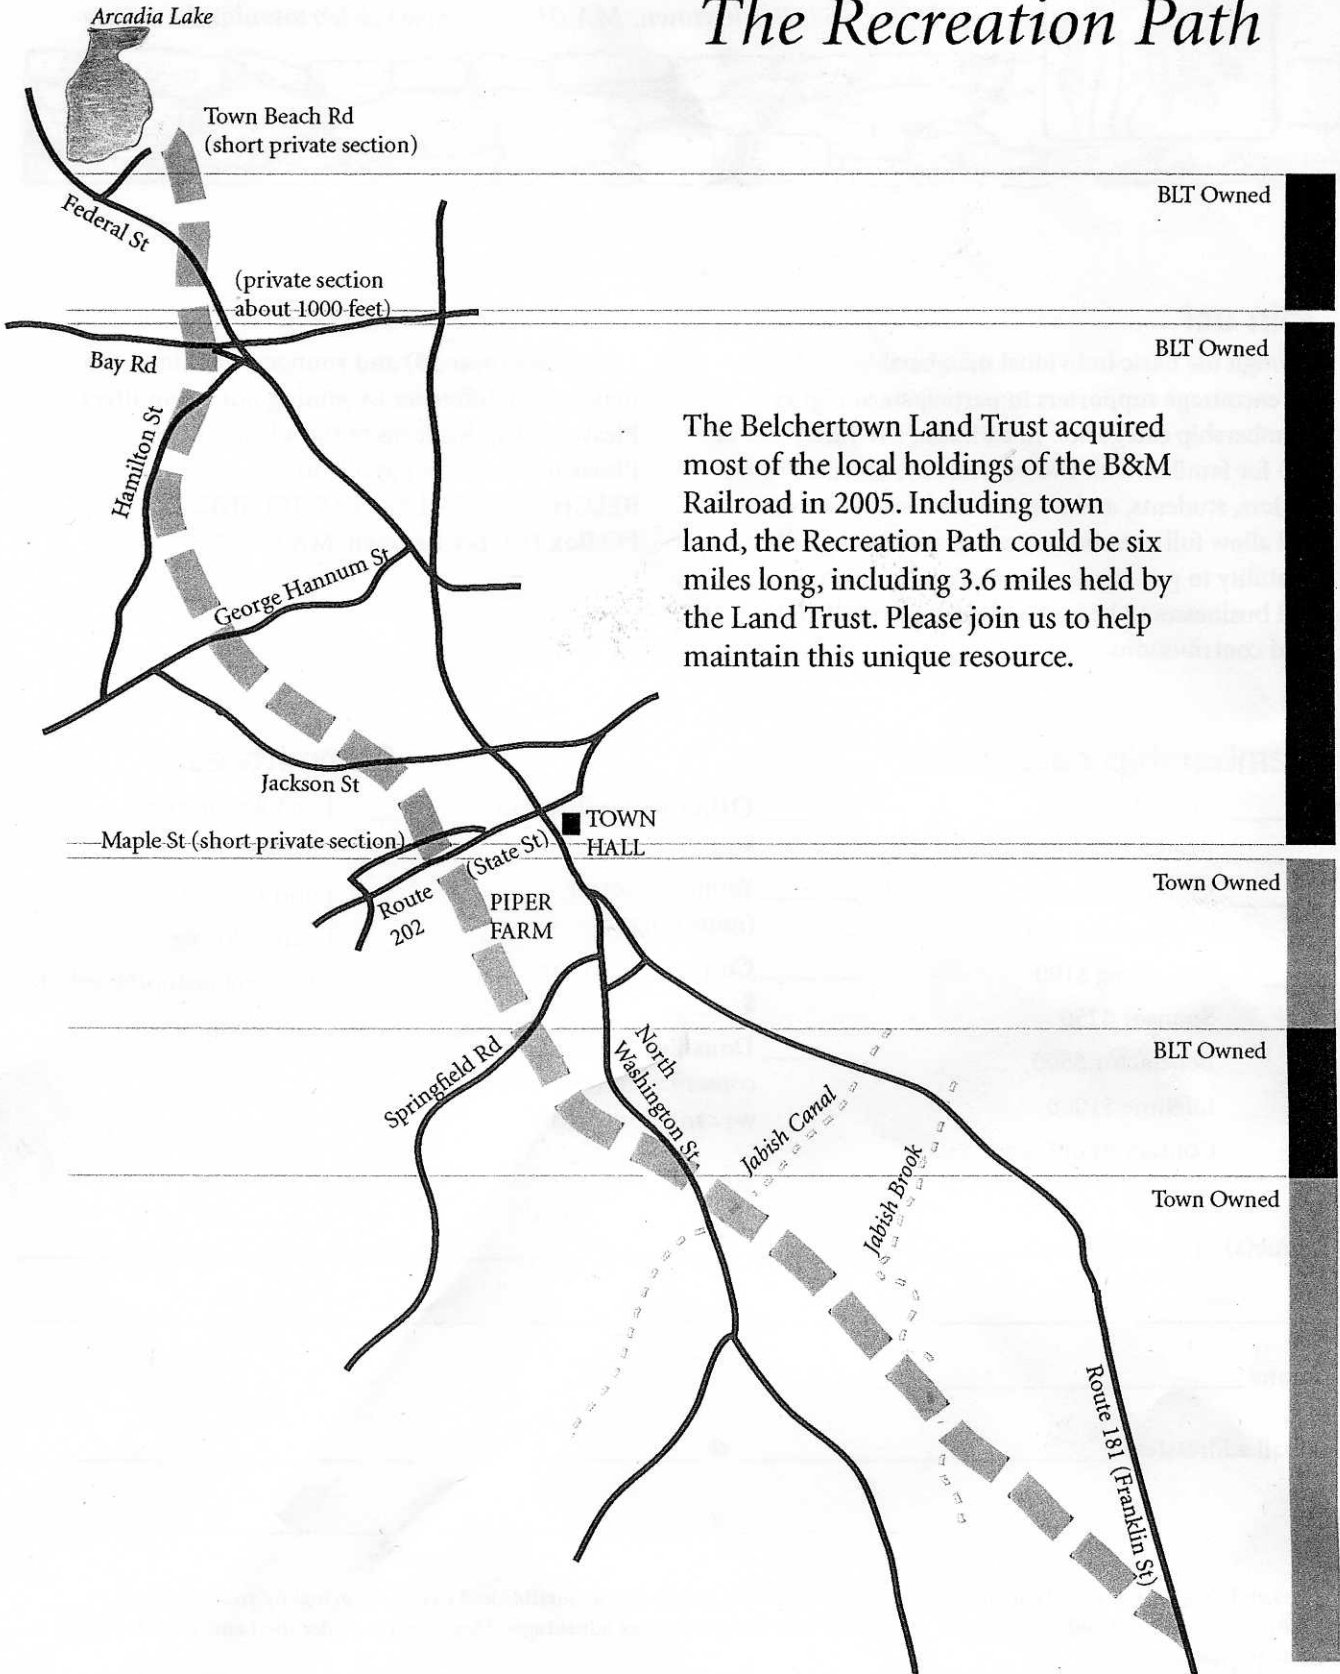 The Recreation Path
Arcadia Lake
Town Beach Rd
(short private section)
BLT Owned
Federal St
(private section
about 1000 feet)
BLT Owned
Bay Rd
Hamilton St
The Belchertown Land Trust acquired
most of the local holdings of the B&M
Railroad in 2005. Including town
land, the Recreation Path could be six
miles long, including 3.6 miles held by
the Land Trust. Please join us to help
maintain this unique resource.
George Hannum St
Jackson St
TOWN
HALL
Maple St (short private section)
(State St)
Route
202
PIPER
FARM
Town Owned
Springfield Rd
North
Washington St
BLT Owned
Jabish Canal
Jabish Brook
Town Owned
Route 181 (Franklin St)